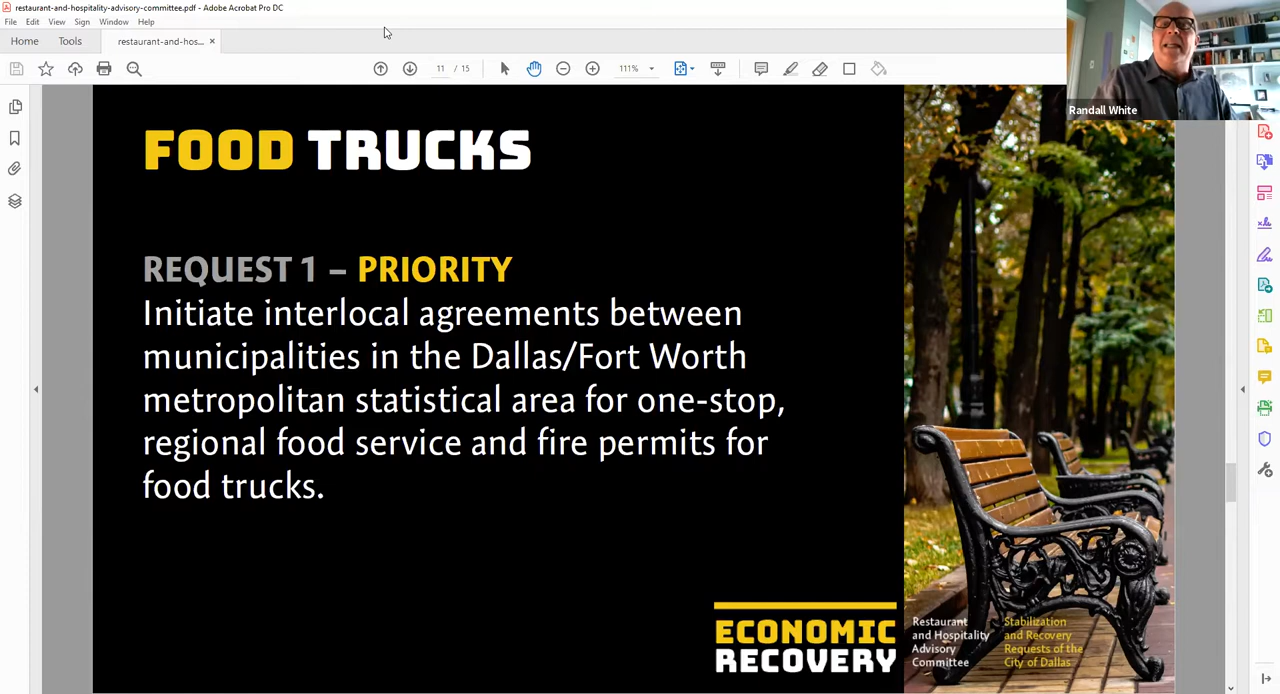 restaurant-and-hospitality-advisory-committee.pdf - Adobe Acrobat Pro DC
File Edit View Sign Window Help
Home Tools restaurant-and-hos... ×
11 / 15 111%
Randall White
FOOD TRUCKS
REQUEST 1 – PRIORITY
Initiate interlocal agreements between
municipalities in the Dallas/Fort Worth
metropolitan statistical area for one-stop,
regional food service and fire permits for
food trucks.
ECONOMIC
RECOVERY
Restaurant
and Hospitality
Advisory
Committee
Stabilization
and Recovery
Requests of the
City of Dallas